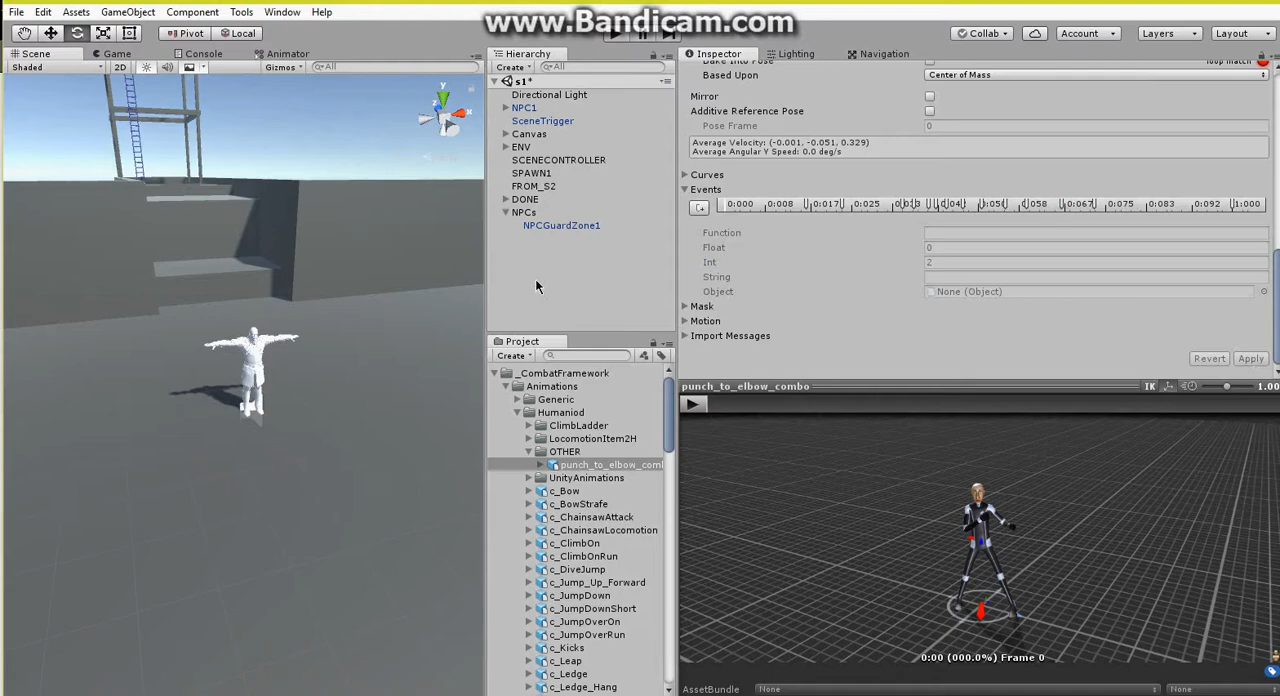 www.Bandicam.com
File Edit Assets GameObject Component Tools Window Help
Pivot Local Collab Account Layers Layout
Scene Game Console Animator
Shaded 2D Gizmos All
Hierarchy
Create All
s1*
Directional Light
NPC1
SceneTrigger
Canvas
ENV
SCENECONTROLLER
SPAWN1
FROM_S2
DONE
NPCs
NPCGuardZone1
Project
Create
_CombatFramework
Animations
Generic
Humaniod
ClimbLadder
LocomotionItem2H
OTHER
punch_to_elbow_com
UnityAnimations
c_Bow
c_BowStrafe
c_ChainsawAttack
c_ChainsawLocomotion
c_ClimbOn
c_ClimbOnRun
c_DiveJump
c_Jump_Up_Forward
c_JumpDown
c_JumpDownShort
c_JumpOverOn
c_JumpOverRun
c_Kicks
c_Leap
c_Ledge
c_Ledge_Hang
Inspector Lighting Navigation
Bake Into Pose loop match
Based Upon Center of Mass
Mirror
Additive Reference Pose
Pose Frame 0
Average Velocity: (-0.001, -0.051, 0.329)
Average Angular Y Speed: 0.0 deg/s
Curves
Events
0:000 0:008 0:017 0:025 0:058 0:067 0:075 0:083 0:092 1:000
Function
Float 0
Int 2
String
Object None (Object)
Mask
Motion
Import Messages
Revert Apply
punch_to_elbow_combo IK 1.00
0:00 (000.0%) Frame 0
AssetBundle None None